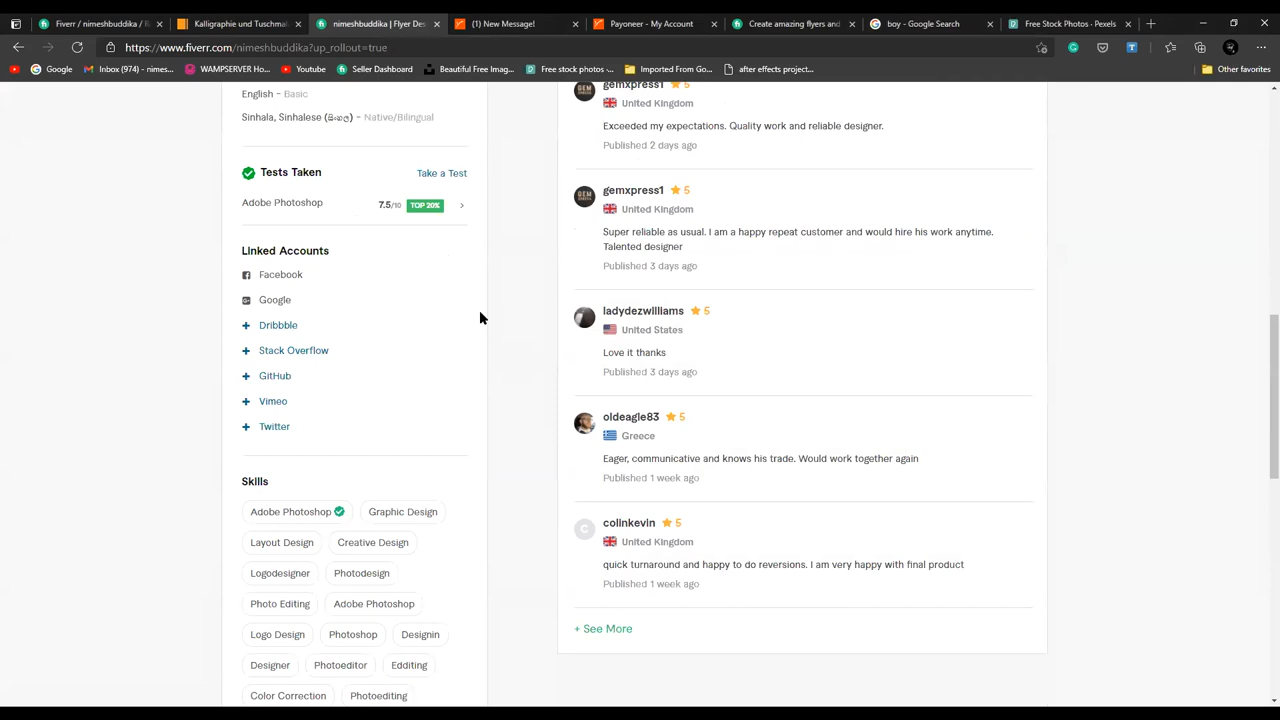 Fiverr / nimeshbuddika / R
Kalligraphie und Tuschmal
nimeshbuddika | Flyer Des
(1) New Message!
Payoneer - My Account
Create amazing flyers and
boy - Google Search
Free Stock Photos · Pexels
https://www.fiverr.com/nimeshbuddika?up_rollout=true
Google
Inbox (974) - nimes...
WAMPSERVER Ho...
Youtube
Seller Dashboard
Beautiful Free Imag...
Free stock photos ·...
Imported From Go...
after effects projec...
Other favorites
English – Basic
Sinhala, Sinhalese (සිංහල) – Native/Bilingual
Tests Taken Take a Test
Adobe Photoshop 7.5/10 TOP 20%
Linked Accounts
Facebook
Google
+ Dribbble
+ Stack Overflow
+ GitHub
+ Vimeo
+ Twitter
Skills
Adobe Photoshop Graphic Design
Layout Design Creative Design
Logodesigner Photodesign
Photo Editing Adobe Photoshop
Logo Design Photoshop Designin
Designer Photoeditor Edditing
Color Correction Photoediting
gemxpress1 5
United Kingdom
Exceeded my expectations. Quality work and reliable designer.
Published 2 days ago
gemxpress1 5
United Kingdom
Super reliable as usual. I am a happy repeat customer and would hire his work anytime.
Talented designer
Published 3 days ago
ladydezwilliams 5
United States
Love it thanks
Published 3 days ago
oldeagle83 5
Greece
Eager, communicative and knows his trade. Would work together again
Published 1 week ago
C
colinkevin 5
United Kingdom
quick turnaround and happy to do reversions. I am very happy with final product
Published 1 week ago
+ See More